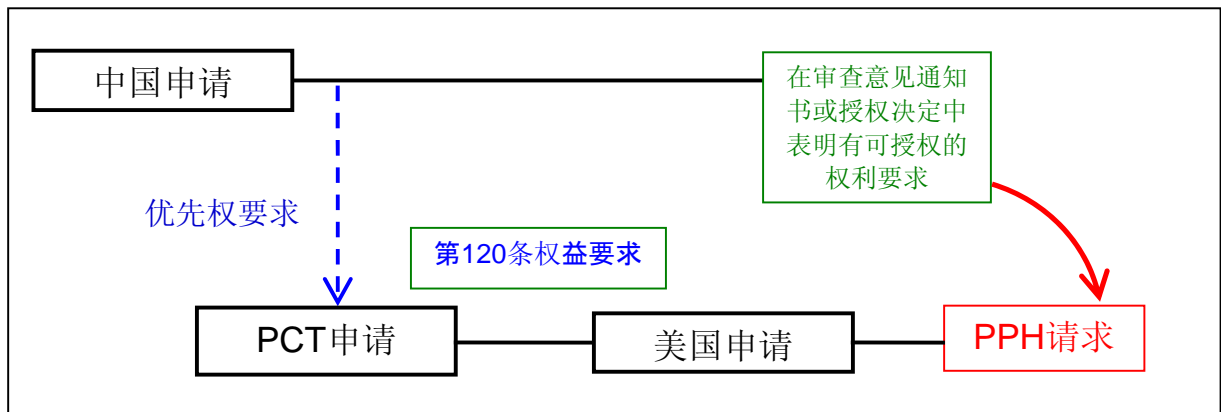 中国申请
在审查意见通知
书或授权决定中
表明有可授权的
权利要求
优先权要求
第120条权益要求
PCT申请
美国申请
PPH请求